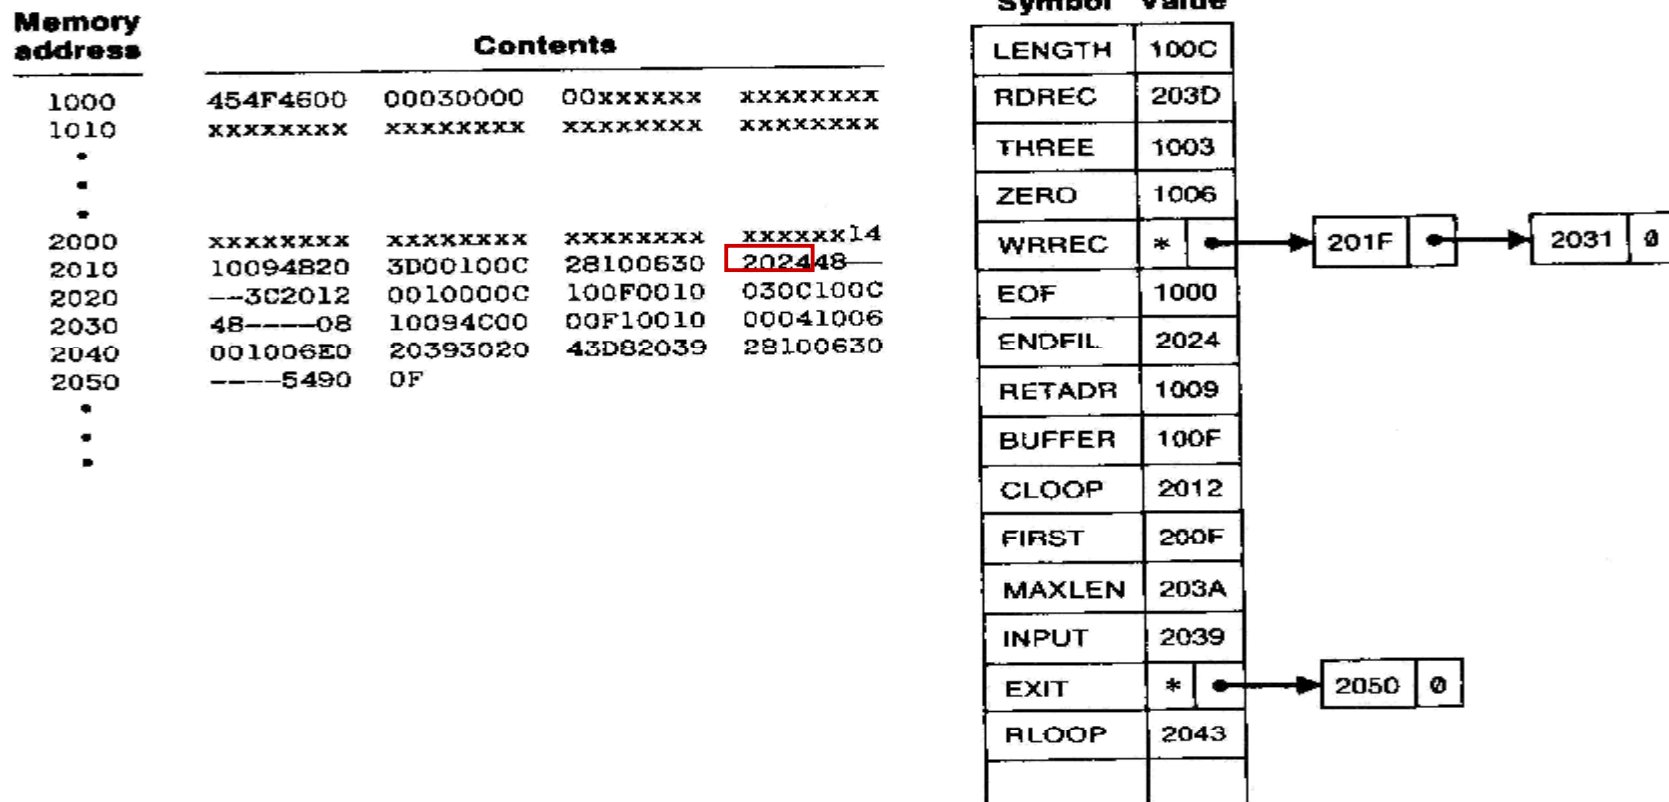 Memory
address
Contents
1000 454F4600 00030000 00xxxxxx xxxxxxxx
1010 xxxxxxxx xxxxxxxx xxxxxxxx xxxxxxxx
2000 xxxxxxxx xxxxxxxx xxxxxxxx xxxxxx14
2010 10094820 3D00100C 28100630 202448--
2020 --3C2012 0010000C 100F0010 030C100C
2030 48----08 10094C00 00F10010 00041006
2040 001006E0 20393020 43D82039 28100630
2050 ----5490 0F
Symbol Value
LENGTH 100C
RDREC 203D
THREE 1003
ZERO 1006
WRREC * 201F 2031 0
EOF 1000
ENDFIL 2024
RETADR 1009
BUFFER 100F
CLOOP 2012
FIRST 200F
MAXLEN 203A
INPUT 2039
EXIT * 2050 0
RLOOP 2043